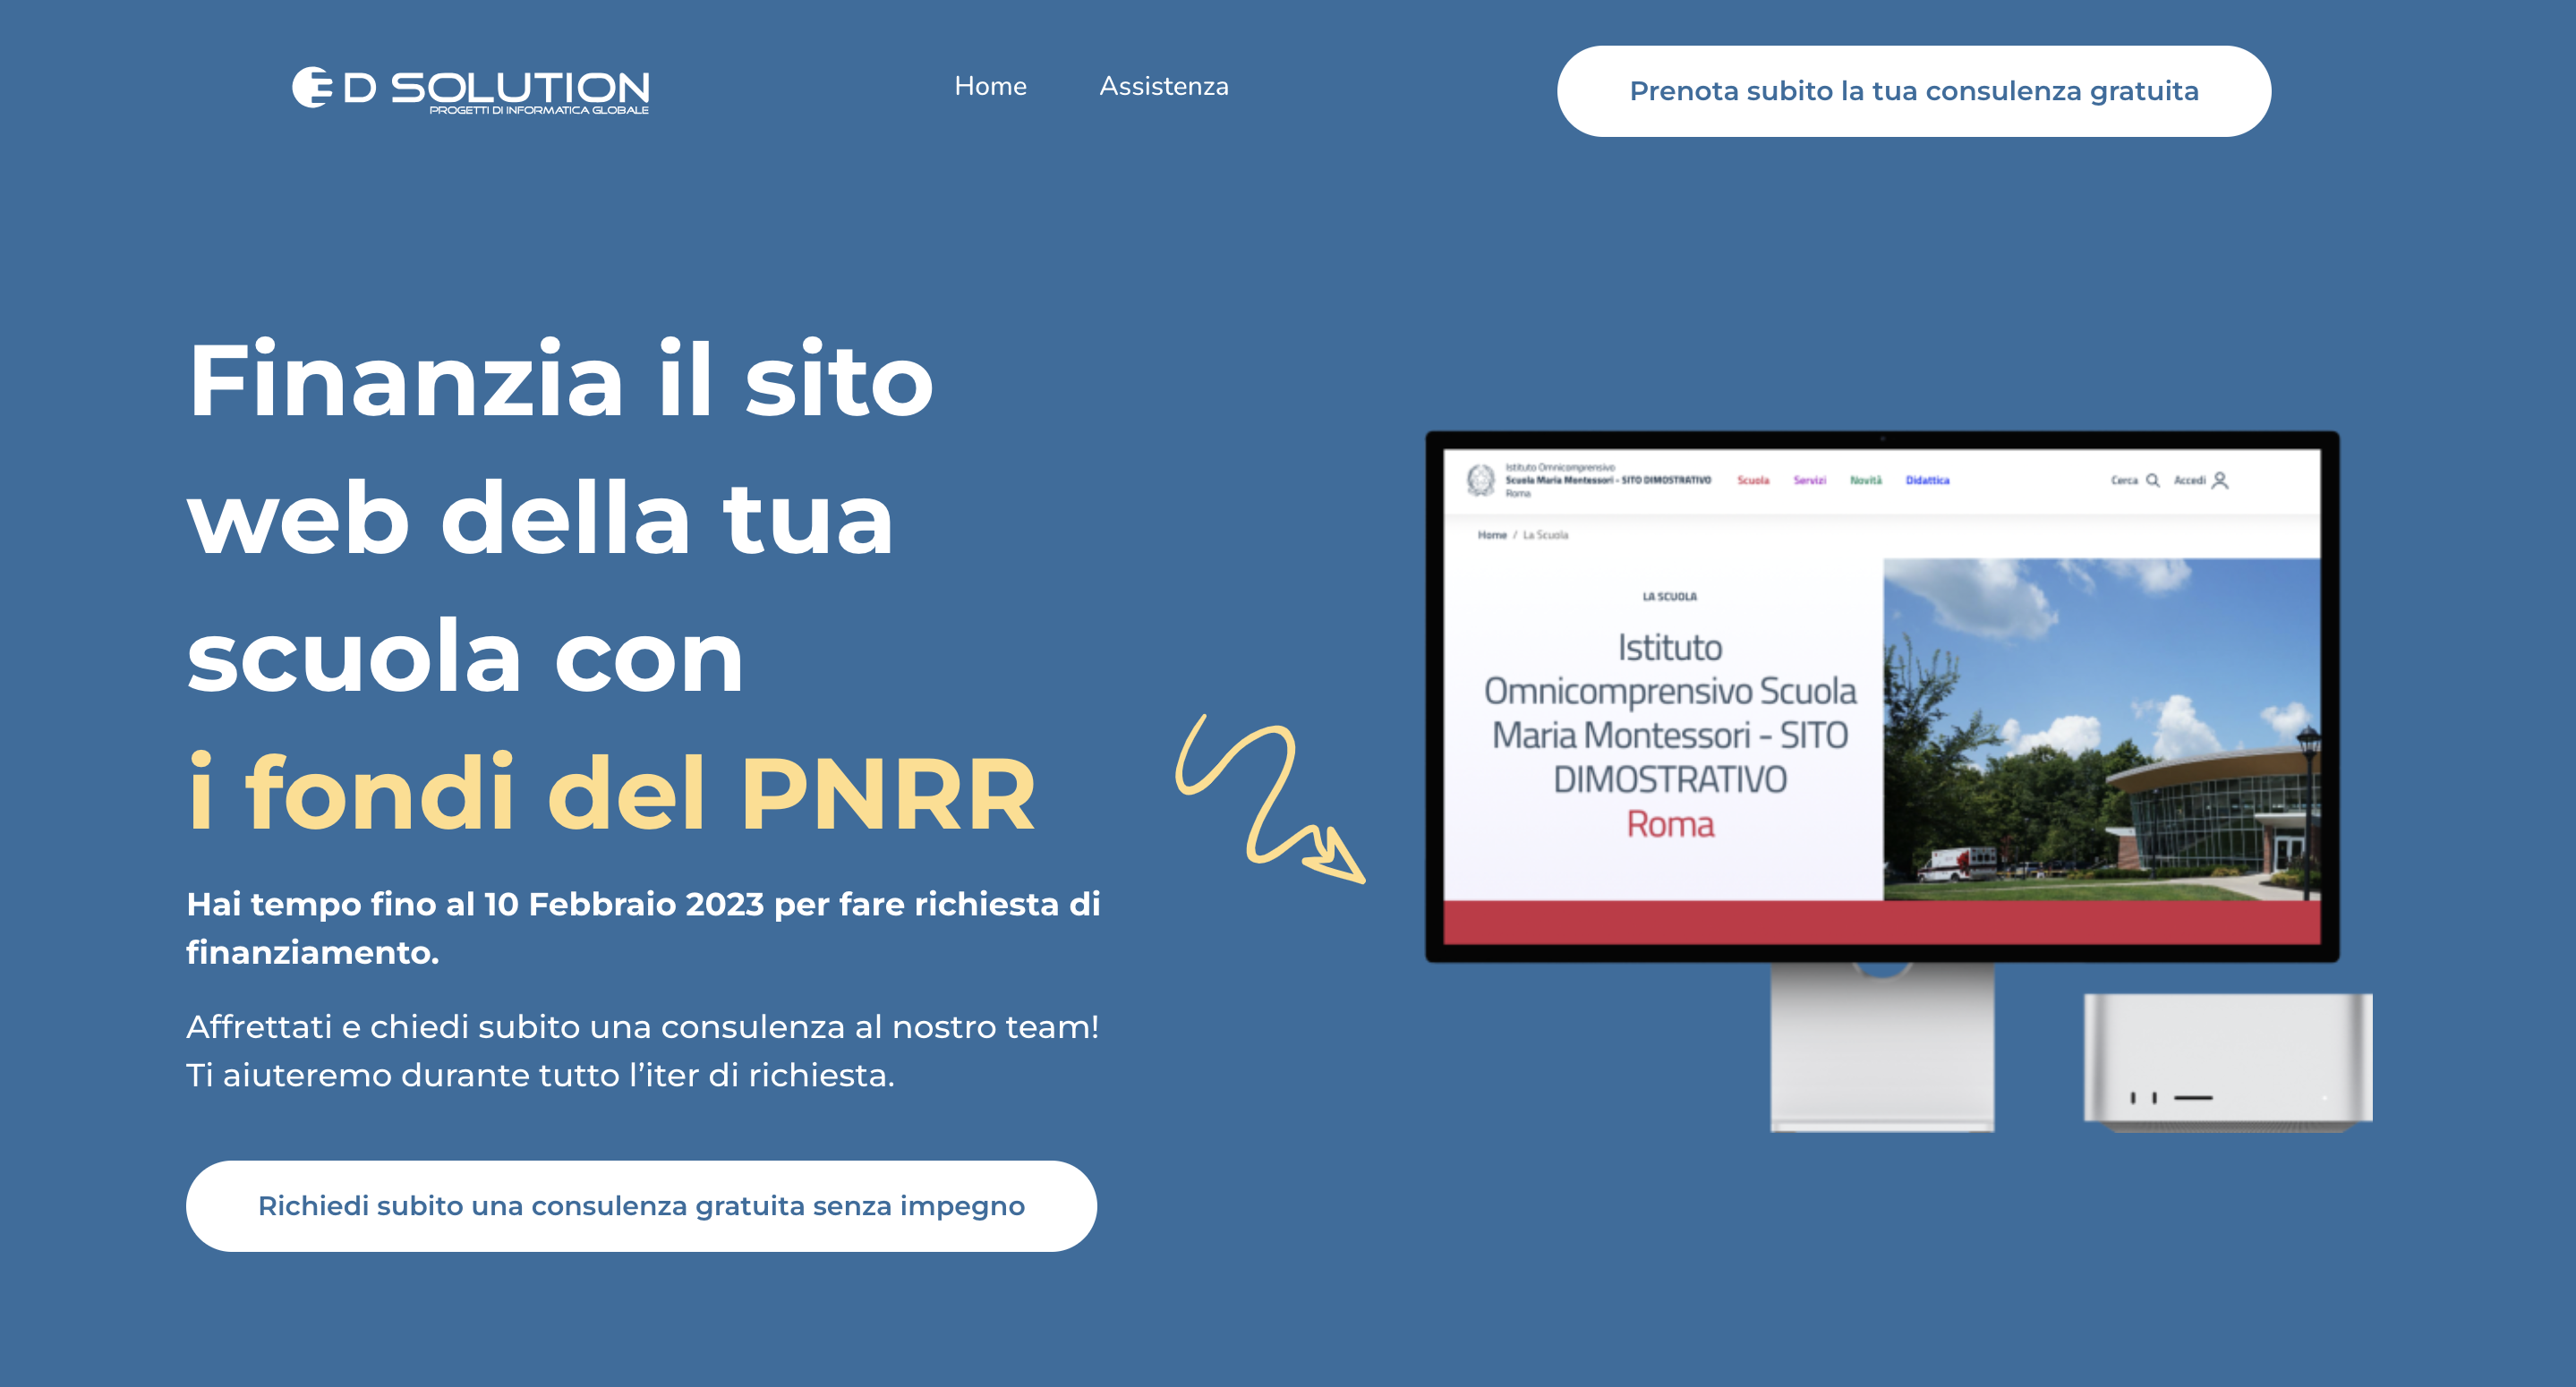 ED SOLUTION
PROGETTI DI INFORMATICA GLOBALE
Home
Assistenza
Prenota subito la tua consulenza gratuita
Finanzia il sito
web della tua
scuola con
i fondi del PNRR
Hai tempo fino al 10 Febbraio 2023 per fare richiesta di
finanziamento.
Affrettati e chiedi subito una consulenza al nostro team!
Ti aiuteremo durante tutto l’iter di richiesta.
Richiedi subito una consulenza gratuita senza impegno
Istituto Omnicomprensivo
Scuola Maria Montessori - SITO DIMOSTRATIVO
Roma
Scuola
Servizi
Novità
Didattica
Cerca
Accedi
Home / La Scuola
LA SCUOLA
Istituto
Omnicomprensivo Scuola
Maria Montessori - SITO
DIMOSTRATIVO
Roma